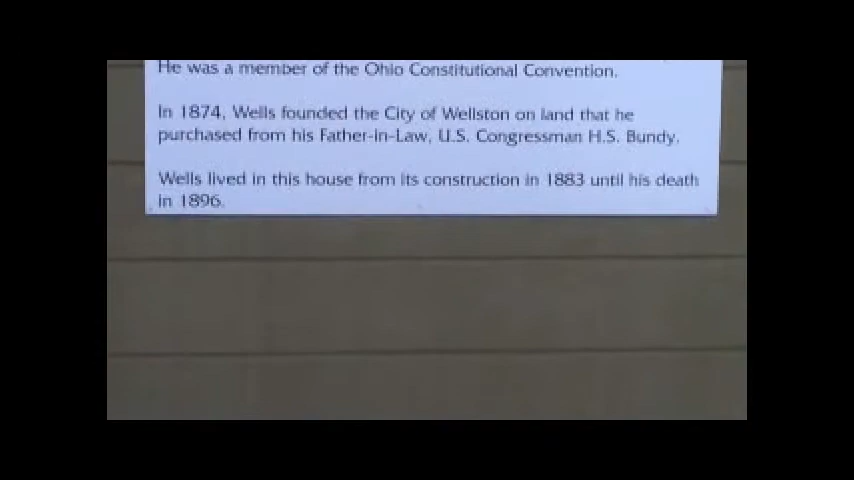 He was a member of the Ohio Constitutional Convention.
In 1874, Wells founded the City of Wellston on land that he
purchased from his Father-in-Law, U.S. Congressman H.S. Bundy.
Wells lived in this house from its construction in 1883 until his death
in 1896.